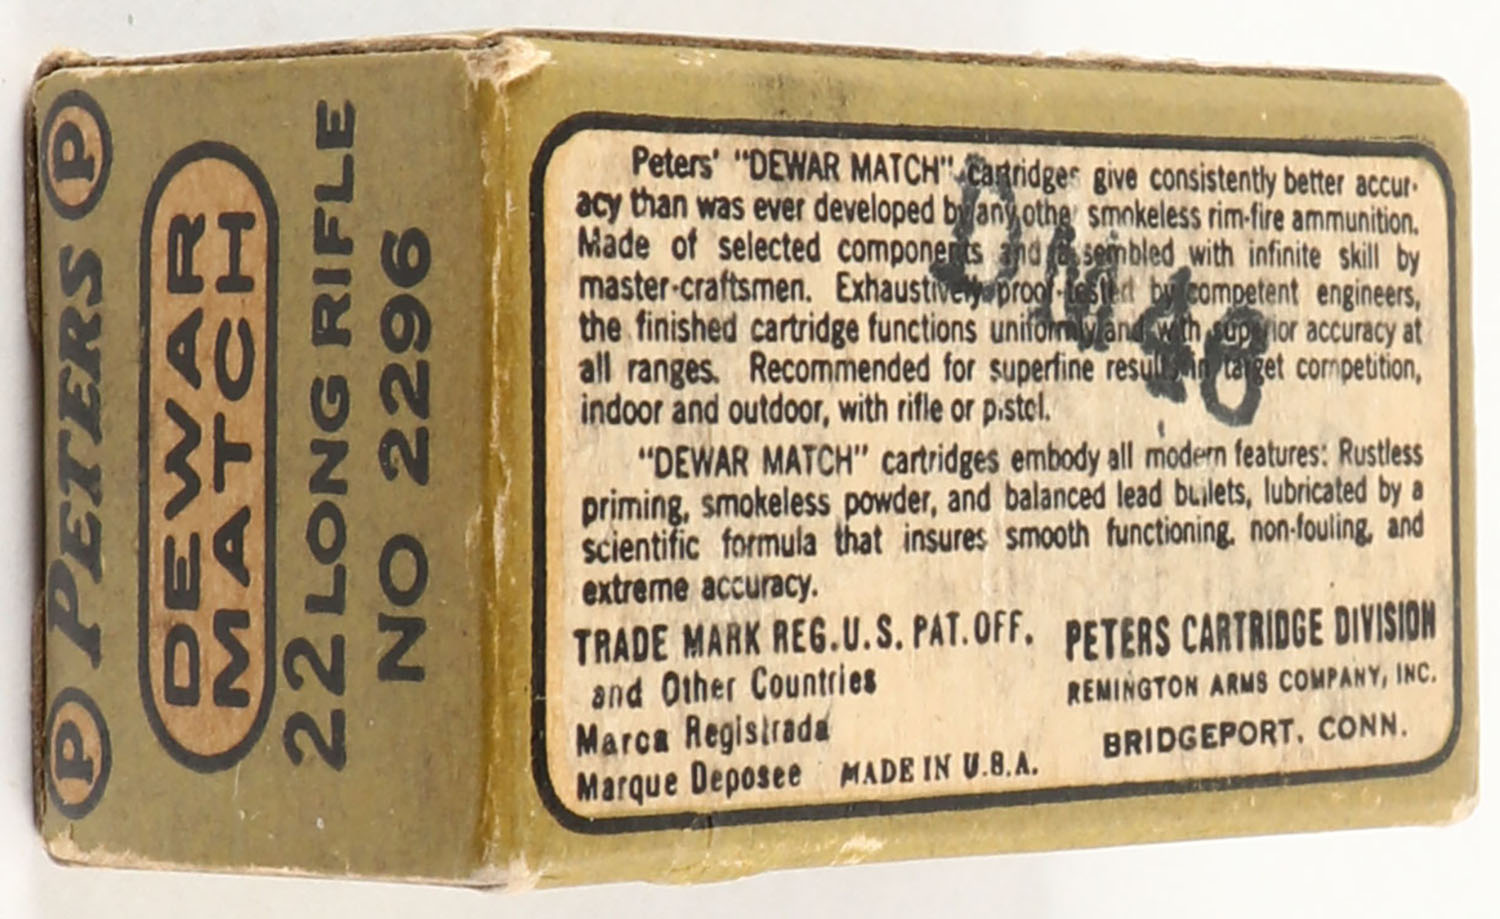 P PETERS P
DEWAR
MATCH
22 LONG RIFLE
NO 2296
Peters' "DEWAR MATCH" cartridges give consistently better accur-
acy than was ever developed by any other smokeless rim-fire ammunition.
Made of selected components and assembled with infinite skill by
master-craftsmen. Exhaustively proof-tested by competent engineers,
the finished cartridge functions uniformly and with superior accuracy at
all ranges. Recommended for superfine results in target competition,
indoor and outdoor, with rifle or pistol.
"DEWAR MATCH" cartridges embody all modern features: Rustless
priming, smokeless powder, and balanced lead bullets, lubricated by a
scientific formula that insures smooth functioning, non-fouling, and
extreme accuracy.
TRADE MARK REG.U.S. PAT.OFF.
and Other Countries
Marca Registrada
Marque Deposee MADE IN U.S.A.
PETERS CARTRIDGE DIVISION
REMINGTON ARMS COMPANY, INC.
BRIDGEPORT, CONN.